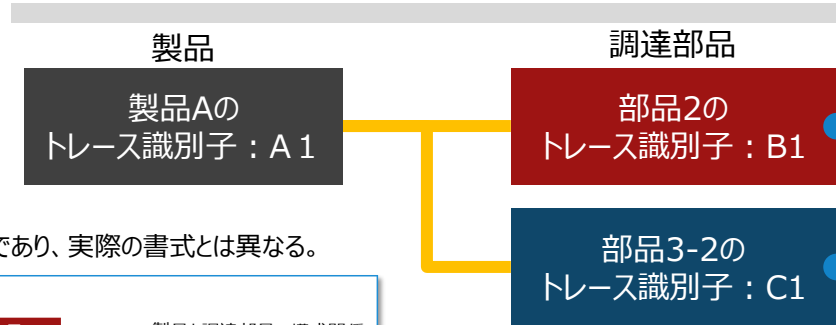 製品
調達部品
製品Aの
トレース識別子：A１
部品2の
トレース識別子：B1
であり、実際の書式とは異なる。
部品3-2の
トレース識別子：C1